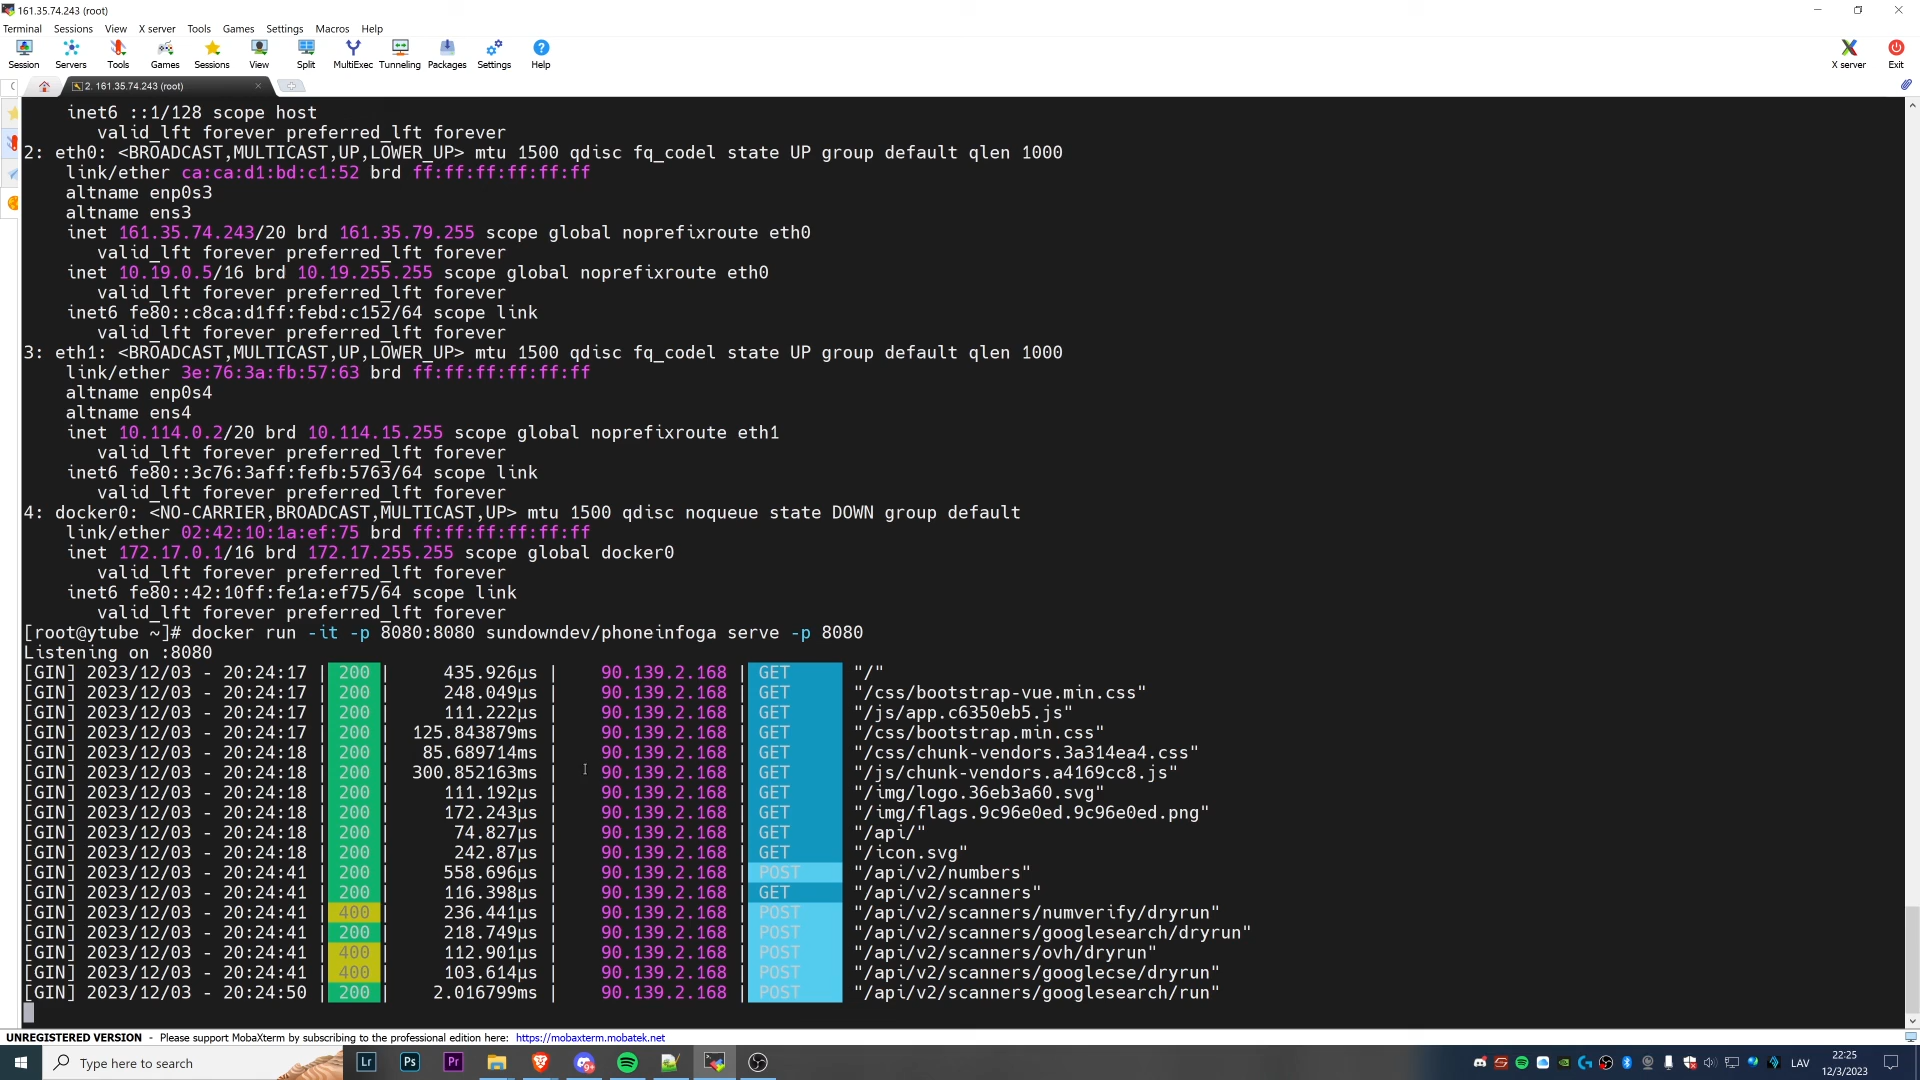 161.35.74.243 (root)
Terminal Sessions View X server Tools Games Settings Macros Help
Session Servers Tools Games Sessions View Split MultiExec Tunneling Packages Settings Help X server Exit
2. 161.35.74.243 (root)
inet6 ::1/128 scope host
valid_lft forever preferred_lft forever
2: eth0: <BROADCAST,MULTICAST,UP,LOWER_UP> mtu 1500 qdisc fq_codel state UP group default qlen 1000
link/ether ca:ca:d1:bd:c1:52 brd ff:ff:ff:ff:ff:ff
altname enp0s3
altname ens3
inet 161.35.74.243/20 brd 161.35.79.255 scope global noprefixroute eth0
valid_lft forever preferred_lft forever
inet 10.19.0.5/16 brd 10.19.255.255 scope global noprefixroute eth0
valid_lft forever preferred_lft forever
inet6 fe80::c8ca:d1ff:febd:c152/64 scope link
valid_lft forever preferred_lft forever
3: eth1: <BROADCAST,MULTICAST,UP,LOWER_UP> mtu 1500 qdisc fq_codel state UP group default qlen 1000
link/ether 3e:76:3a:fb:57:63 brd ff:ff:ff:ff:ff:ff
altname enp0s4
altname ens4
inet 10.114.0.2/20 brd 10.114.15.255 scope global noprefixroute eth1
valid_lft forever preferred_lft forever
inet6 fe80::3c76:3aff:fefb:5763/64 scope link
valid_lft forever preferred_lft forever
4: docker0: <NO-CARRIER,BROADCAST,MULTICAST,UP> mtu 1500 qdisc noqueue state DOWN group default
link/ether 02:42:10:1a:ef:75 brd ff:ff:ff:ff:ff:ff
inet 172.17.0.1/16 brd 172.17.255.255 scope global docker0
valid_lft forever preferred_lft forever
inet6 fe80::42:10ff:fe1a:ef75/64 scope link
valid_lft forever preferred_lft forever
[root@ytube ~]# docker run -it -p 8080:8080 sundowndev/phoneinfoga serve -p 8080
Listening on :8080
[GIN] 2023/12/03 - 20:24:17 | 200 | 435.926µs | 90.139.2.168 | GET "/"
[GIN] 2023/12/03 - 20:24:17 | 200 | 248.049µs | 90.139.2.168 | GET "/css/bootstrap-vue.min.css"
[GIN] 2023/12/03 - 20:24:17 | 200 | 111.222µs | 90.139.2.168 | GET "/js/app.c6350eb5.js"
[GIN] 2023/12/03 - 20:24:17 | 200 | 125.843879ms | 90.139.2.168 | GET "/css/bootstrap.min.css"
[GIN] 2023/12/03 - 20:24:18 | 200 | 85.689714ms | 90.139.2.168 | GET "/css/chunk-vendors.3a314ea4.css"
[GIN] 2023/12/03 - 20:24:18 | 200 | 300.852163ms | 90.139.2.168 | GET "/js/chunk-vendors.a4169cc8.js"
[GIN] 2023/12/03 - 20:24:18 | 200 | 111.192µs | 90.139.2.168 | GET "/img/logo.36eb3a60.svg"
[GIN] 2023/12/03 - 20:24:18 | 200 | 172.243µs | 90.139.2.168 | GET "/img/flags.9c96e0ed.9c96e0ed.png"
[GIN] 2023/12/03 - 20:24:18 | 200 | 74.827µs | 90.139.2.168 | GET "/api/"
[GIN] 2023/12/03 - 20:24:18 | 200 | 242.87µs | 90.139.2.168 | GET "/icon.svg"
[GIN] 2023/12/03 - 20:24:41 | 200 | 558.696µs | 90.139.2.168 | POST "/api/v2/numbers"
[GIN] 2023/12/03 - 20:24:41 | 200 | 116.398µs | 90.139.2.168 | GET "/api/v2/scanners"
[GIN] 2023/12/03 - 20:24:41 | 400 | 236.441µs | 90.139.2.168 | POST "/api/v2/scanners/numverify/dryrun"
[GIN] 2023/12/03 - 20:24:41 | 200 | 218.749µs | 90.139.2.168 | POST "/api/v2/scanners/googlesearch/dryrun"
[GIN] 2023/12/03 - 20:24:41 | 400 | 112.901µs | 90.139.2.168 | POST "/api/v2/scanners/ovh/dryrun"
[GIN] 2023/12/03 - 20:24:41 | 400 | 103.614µs | 90.139.2.168 | POST "/api/v2/scanners/googlecse/dryrun"
[GIN] 2023/12/03 - 20:24:50 | 200 | 2.016799ms | 90.139.2.168 | POST "/api/v2/scanners/googlesearch/run"
UNREGISTERED VERSION - Please support MobaXterm by subscribing to the professional edition here: https://mobaxterm.mobatek.net
Type here to search Lr Ps Pr LAV 22:25
12/3/2023